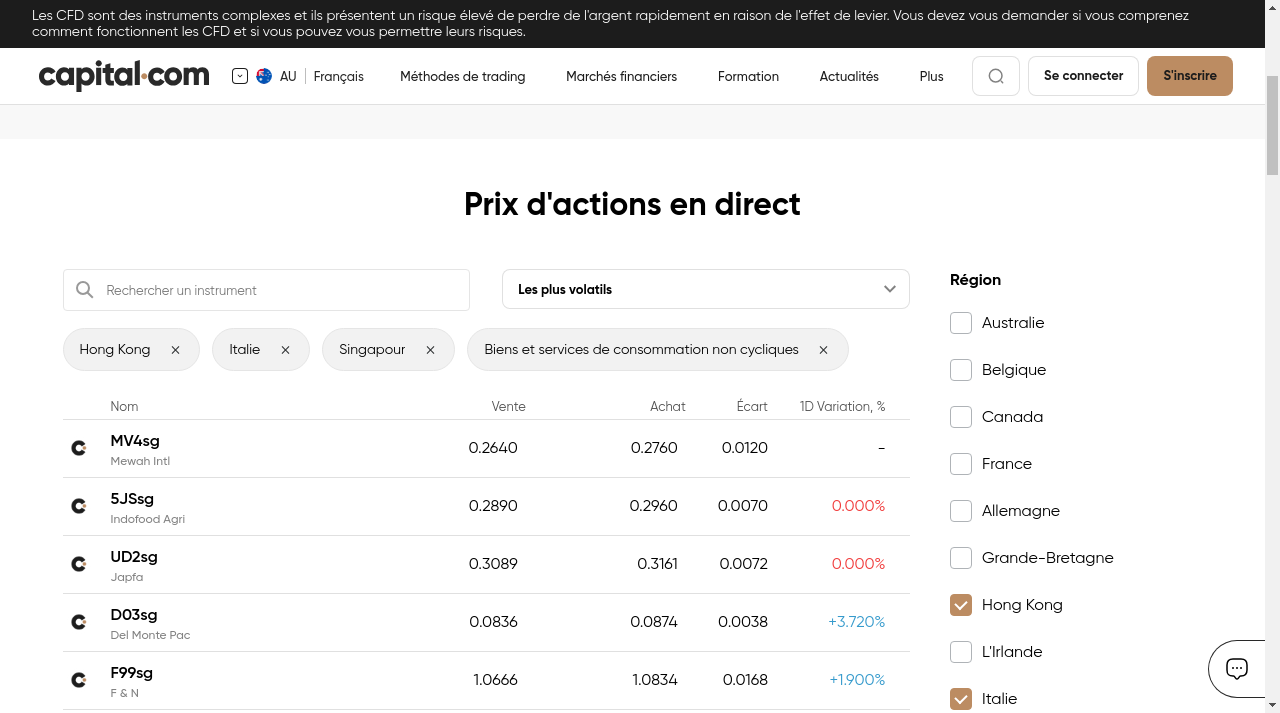 Les CFD sont des instruments complexes et ils présentent un risque élevé de perdre de l'argent rapidement en raison de l'effet de levier. Vous devez vous demander si vous comprenez
comment fonctionnent les CFD et si vous pouvez vous permettre leurs risques.
capital.com AU Français Méthodes de trading Marchés financiers Formation Actualités Plus Se connecter S'inscrire
Prix d'actions en direct
Rechercher un instrument Les plus volatils
Hong Kong Italie Singapour Biens et services de consommation non cycliques
Nom Vente Achat Écart 1D Variation, %
MV4sg 0.2640 0.2760 0.0120 -
Mewah Intl
5JSsg 0.2890 0.2960 0.0070 0.000%
Indofood Agri
UD2sg 0.3089 0.3161 0.0072 0.000%
Japfa
D03sg 0.0836 0.0874 0.0038 +3.720%
Del Monte Pac
F99sg 1.0666 1.0834 0.0168 +1.900%
F & N
Région
Australie
Belgique
Canada
France
Allemagne
Grande-Bretagne
Hong Kong
L'Irlande
Italie